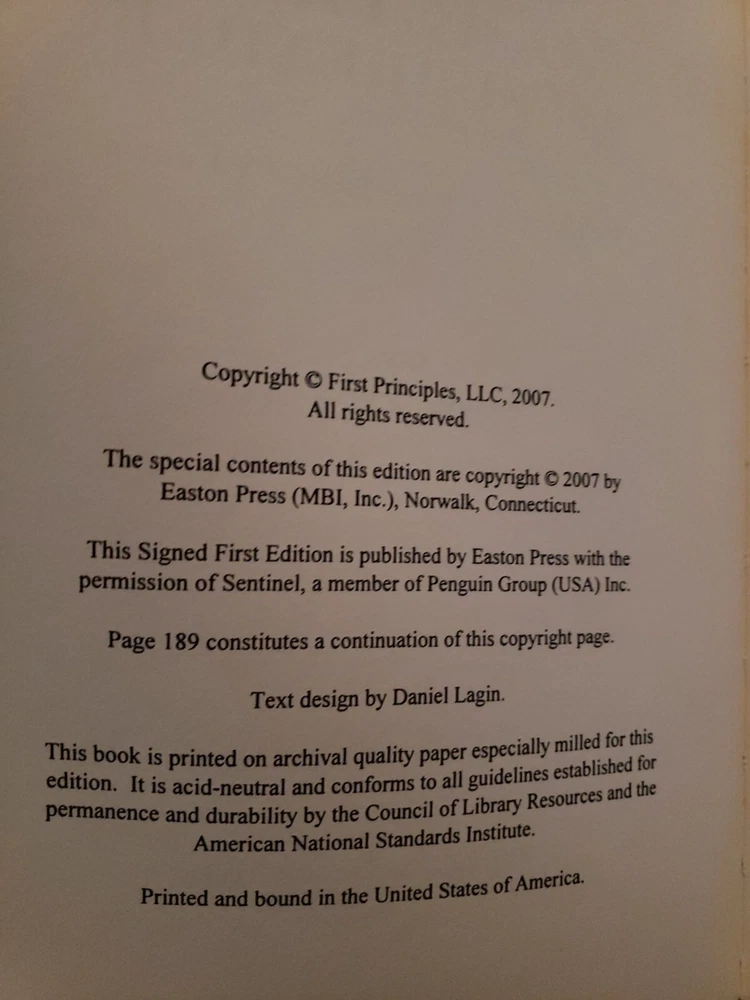 Copyright © First Principles, LLC, 2007.
All rights reserved.
The special contents of this edition are copyright © 2007 by
Easton Press (MBI, Inc.), Norwalk, Connecticut.
This Signed First Edition is published by Easton Press with the
permission of Sentinel, a member of Penguin Group (USA) Inc.
Page 189 constitutes a continuation of this copyright page.
Text design by Daniel Lagin.
This book is printed on archival quality paper especially milled for this
edition. It is acid-neutral and conforms to all guidelines established for
permanence and durability by the Council of Library Resources and the
American National Standards Institute.
Printed and bound in the United States of America.